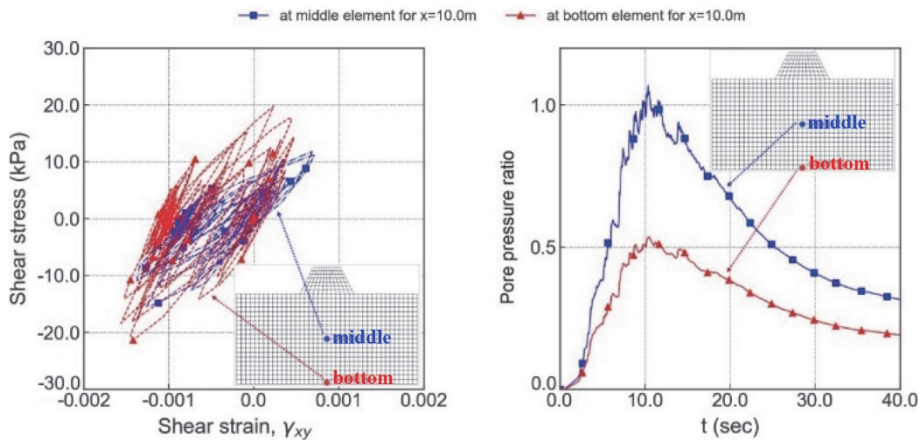 at middle element for x=10.0m
at bottom element for x=10.0m
30.0
20.0
10.0
0.0
-10.0
-20.0
-30.0
Shear stress (kPa)
middle
bottom
-0.002
-0.001
0.000
0.001
0.002
Shear strain, γxy
1.0
0.5
0.0
Pore pressure ratio
middle
bottom
0.0
10.0
20.0
30.0
40.0
t (sec)